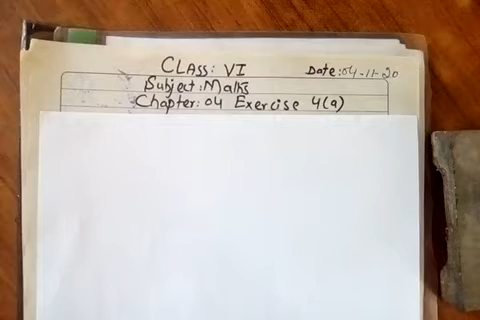 CLASS: VI Date:04-11-20
Subject:Maths
Chapter: 04 Exercise 4(a)